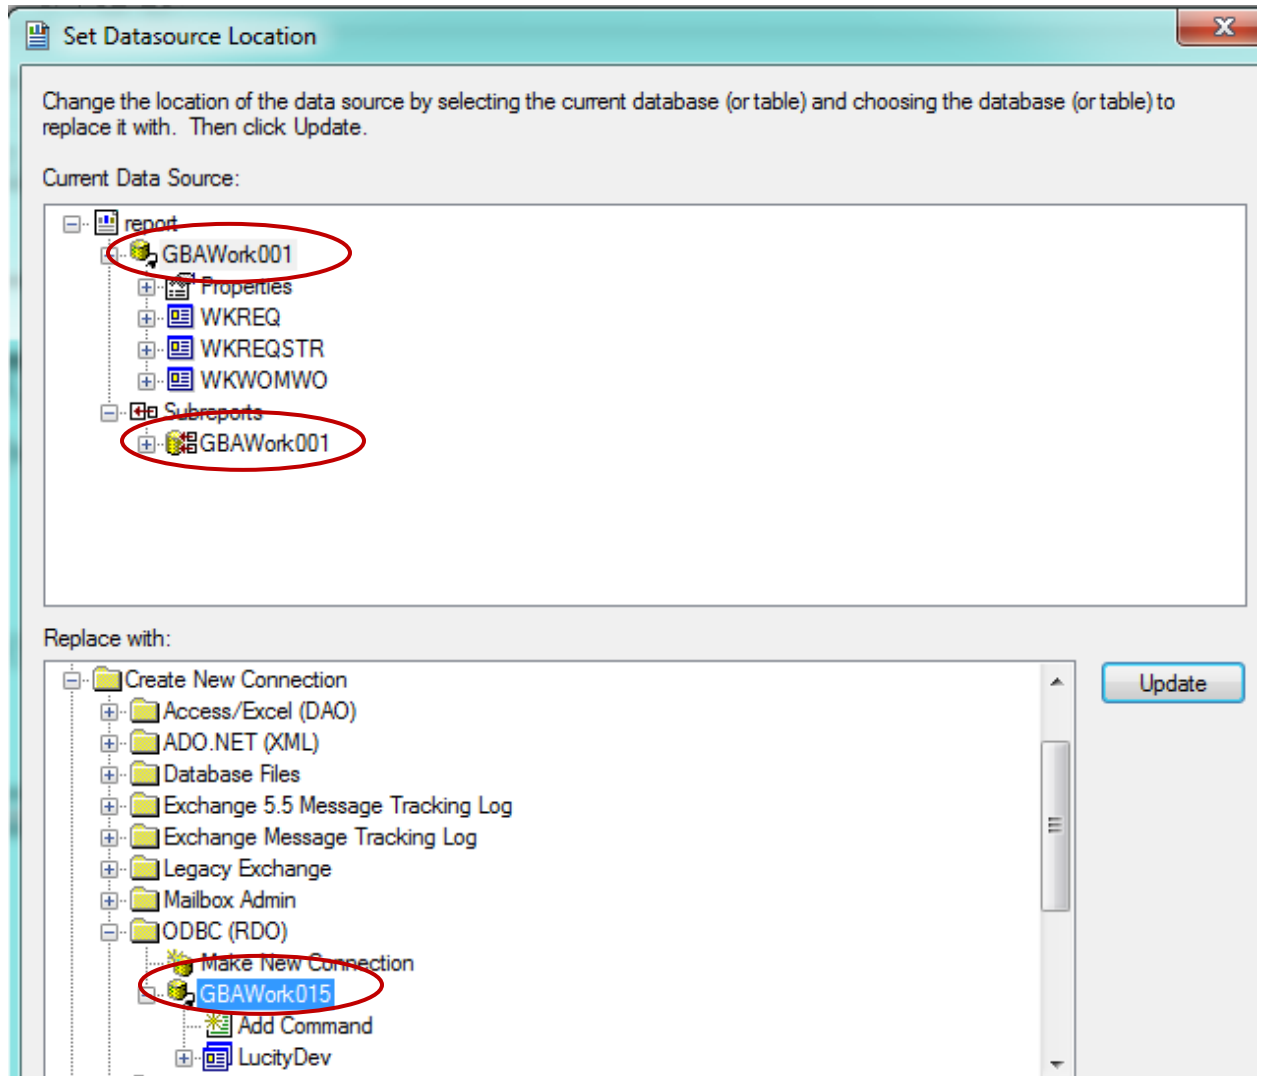 Set Datasource Location
X
Change the location of the data source by selecting the current database (or table) and choosing the database (or table) to
replace it with. Then click Update.
Current Data Source:
report
GBAWork001
Properties
WKREQ
WKREQSTR
WKWOMWO
Subreports
GBAWork001
Replace with:
Create New Connection
Update
Access/Excel (DAO)
ADO.NET (XML)
Database Files
Exchange 5.5 Message Tracking Log
Exchange Message Tracking Log
Legacy Exchange
Mailbox Admin
ODBC (RDO)
Make New Connection
GBAWork015
Add Command
LucityDev